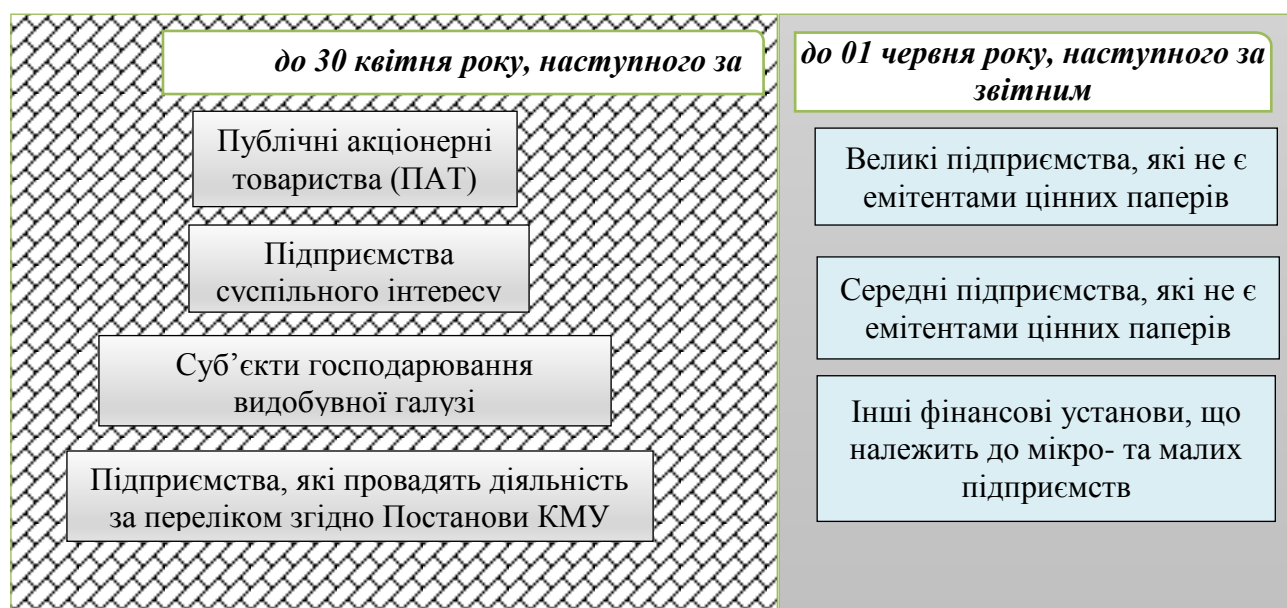 до 30 квітня року, наступного за
Публічні акціонерні
товариства (ПАТ)
Підприємства
суспільного інтересу
Суб’єкти господарювання
видобувної галузі
Підприємства, які провадять діяльність
за переліком згідно Постанови КМУ
до 01 червня року, наступного за
звітним
Великі підприємства, які не є
емітентами цінних паперів
Середні підприємства, які не є
емітентами цінних паперів
Інші фінансові установи, що
належить до мікро- та малих
підприємств